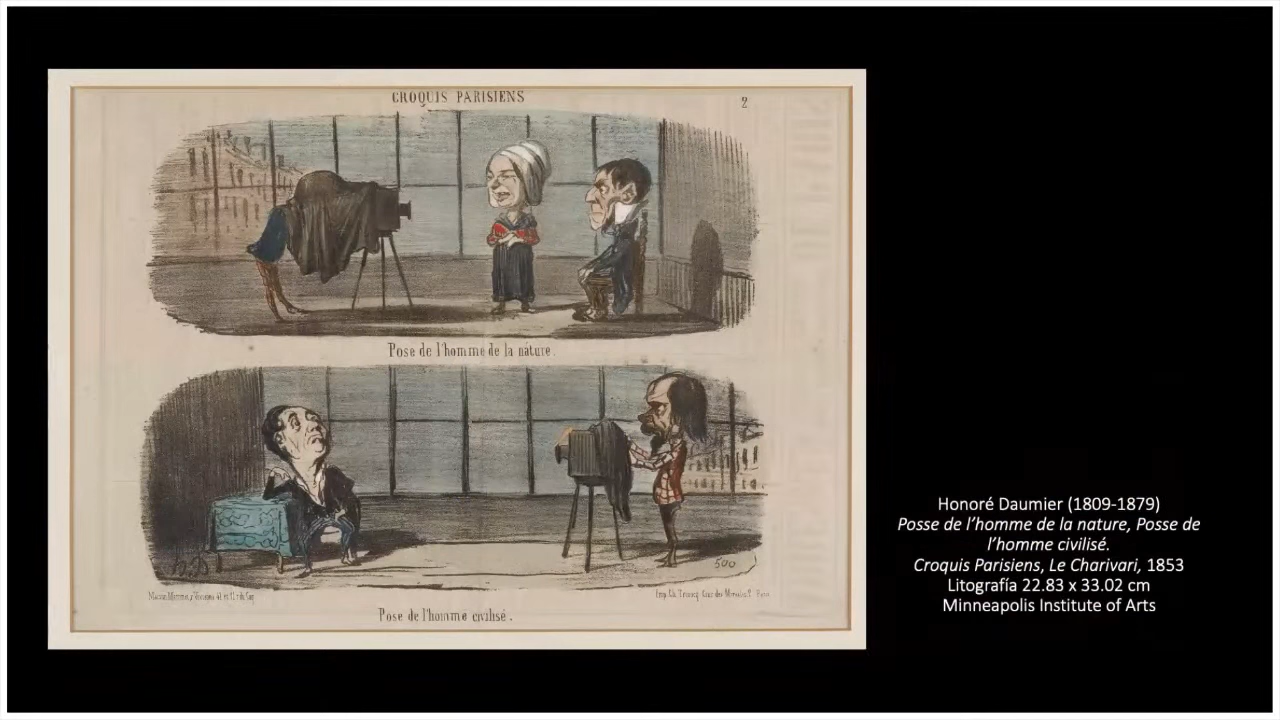 CROQUIS PARISIENS
2
Pose de l'homme de la náture.
h.D
500
Pose de l'homme civilisé.
Honoré Daumier (1809-1879)
Posse de l'homme de la nature, Posse de
l'homme civilisé.
Croquis Parisiens, Le Charivari, 1853
Litografía 22.83 x 33.02 cm
Minneapolis Institute of Arts